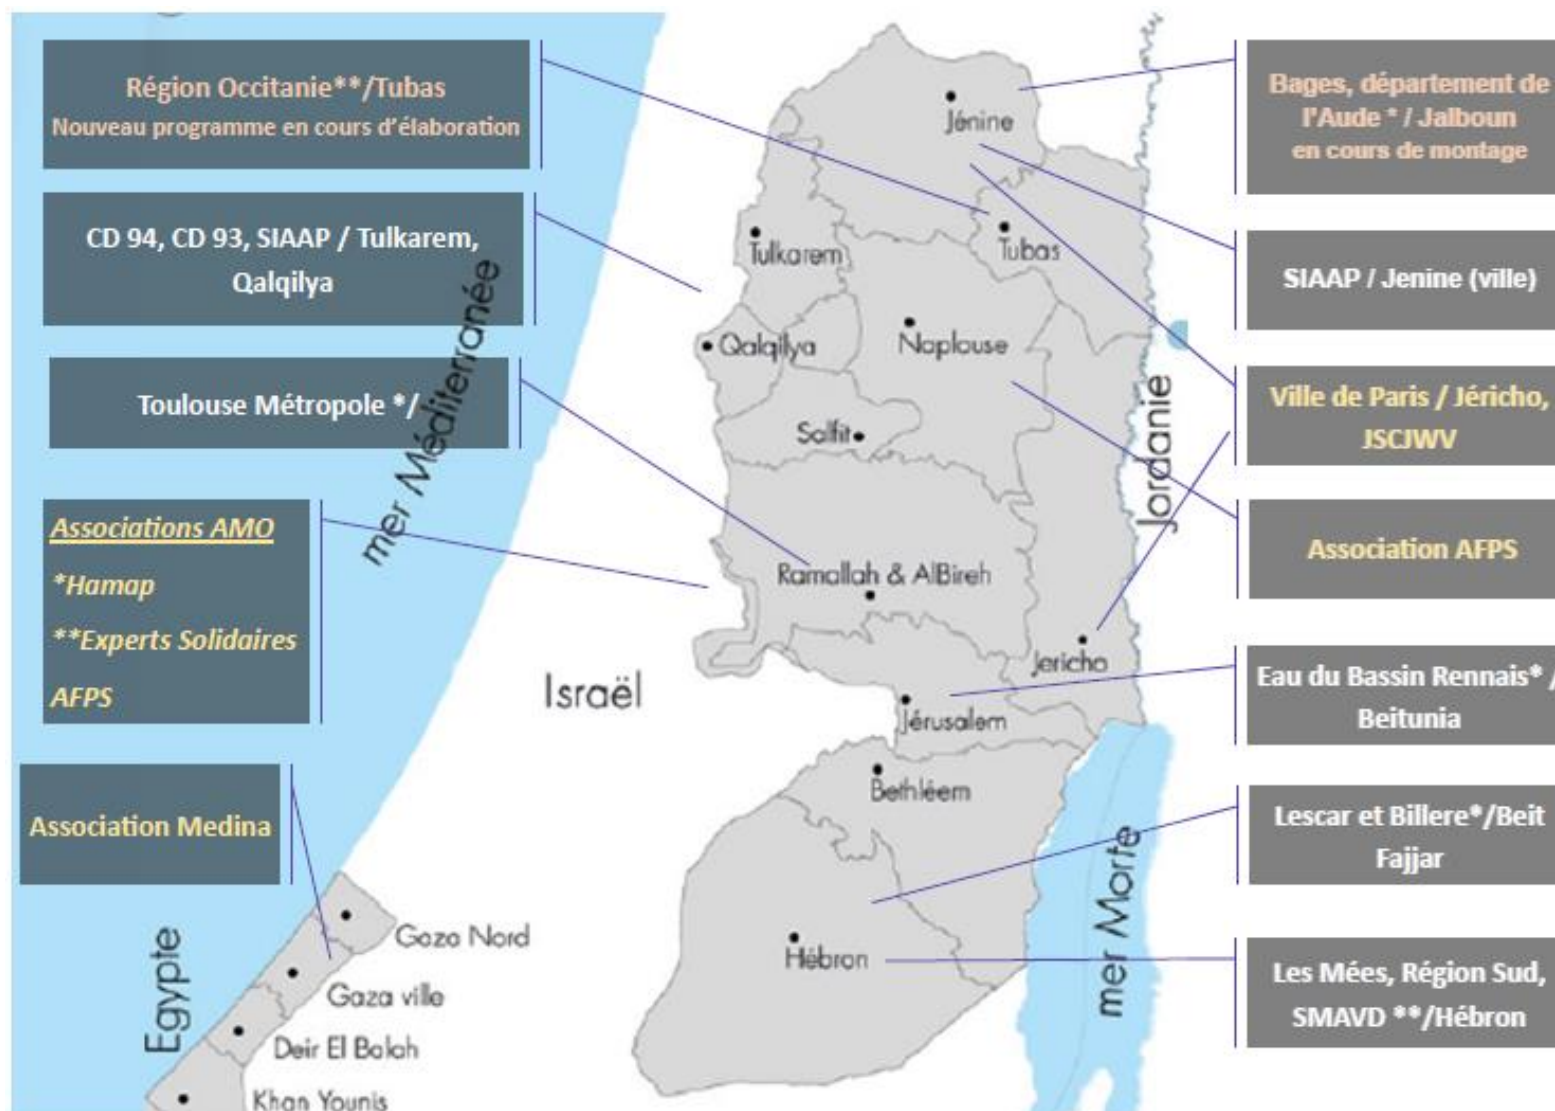 Région Occitanie**/Tubas
Nouveau programme en cours d'élaboration
CD 94, CD 93, SIAAP / Tulkarem,
Qalqilya
Toulouse Métropole */
Associations AMO
*Hamap
**Experts Solidaires
AFPS
Association Medina
mer Méditerranée
Israël
Egypte
Jénine
Tulkarem
Tubas
Qalqilya
Naplouse
Salfit
Ramallah & AlBireh
Jericho
Jérusalem
Bethléem
Hébron
Gaza Nord
Gaza ville
Deir El Balah
Khan Younis
Jordanie
mer Morte
Bages, département de
l'Aude * / Jalboun
en cours de montage
SIAAP / Jenine (ville)
Ville de Paris / Jéricho,
JSCJWV
Association AFPS
Eau du Bassin Rennais* /
Beitunia
Lescar et Billere*/Beit
Fajjar
Les Mées, Région Sud,
SMAVD **/Hébron